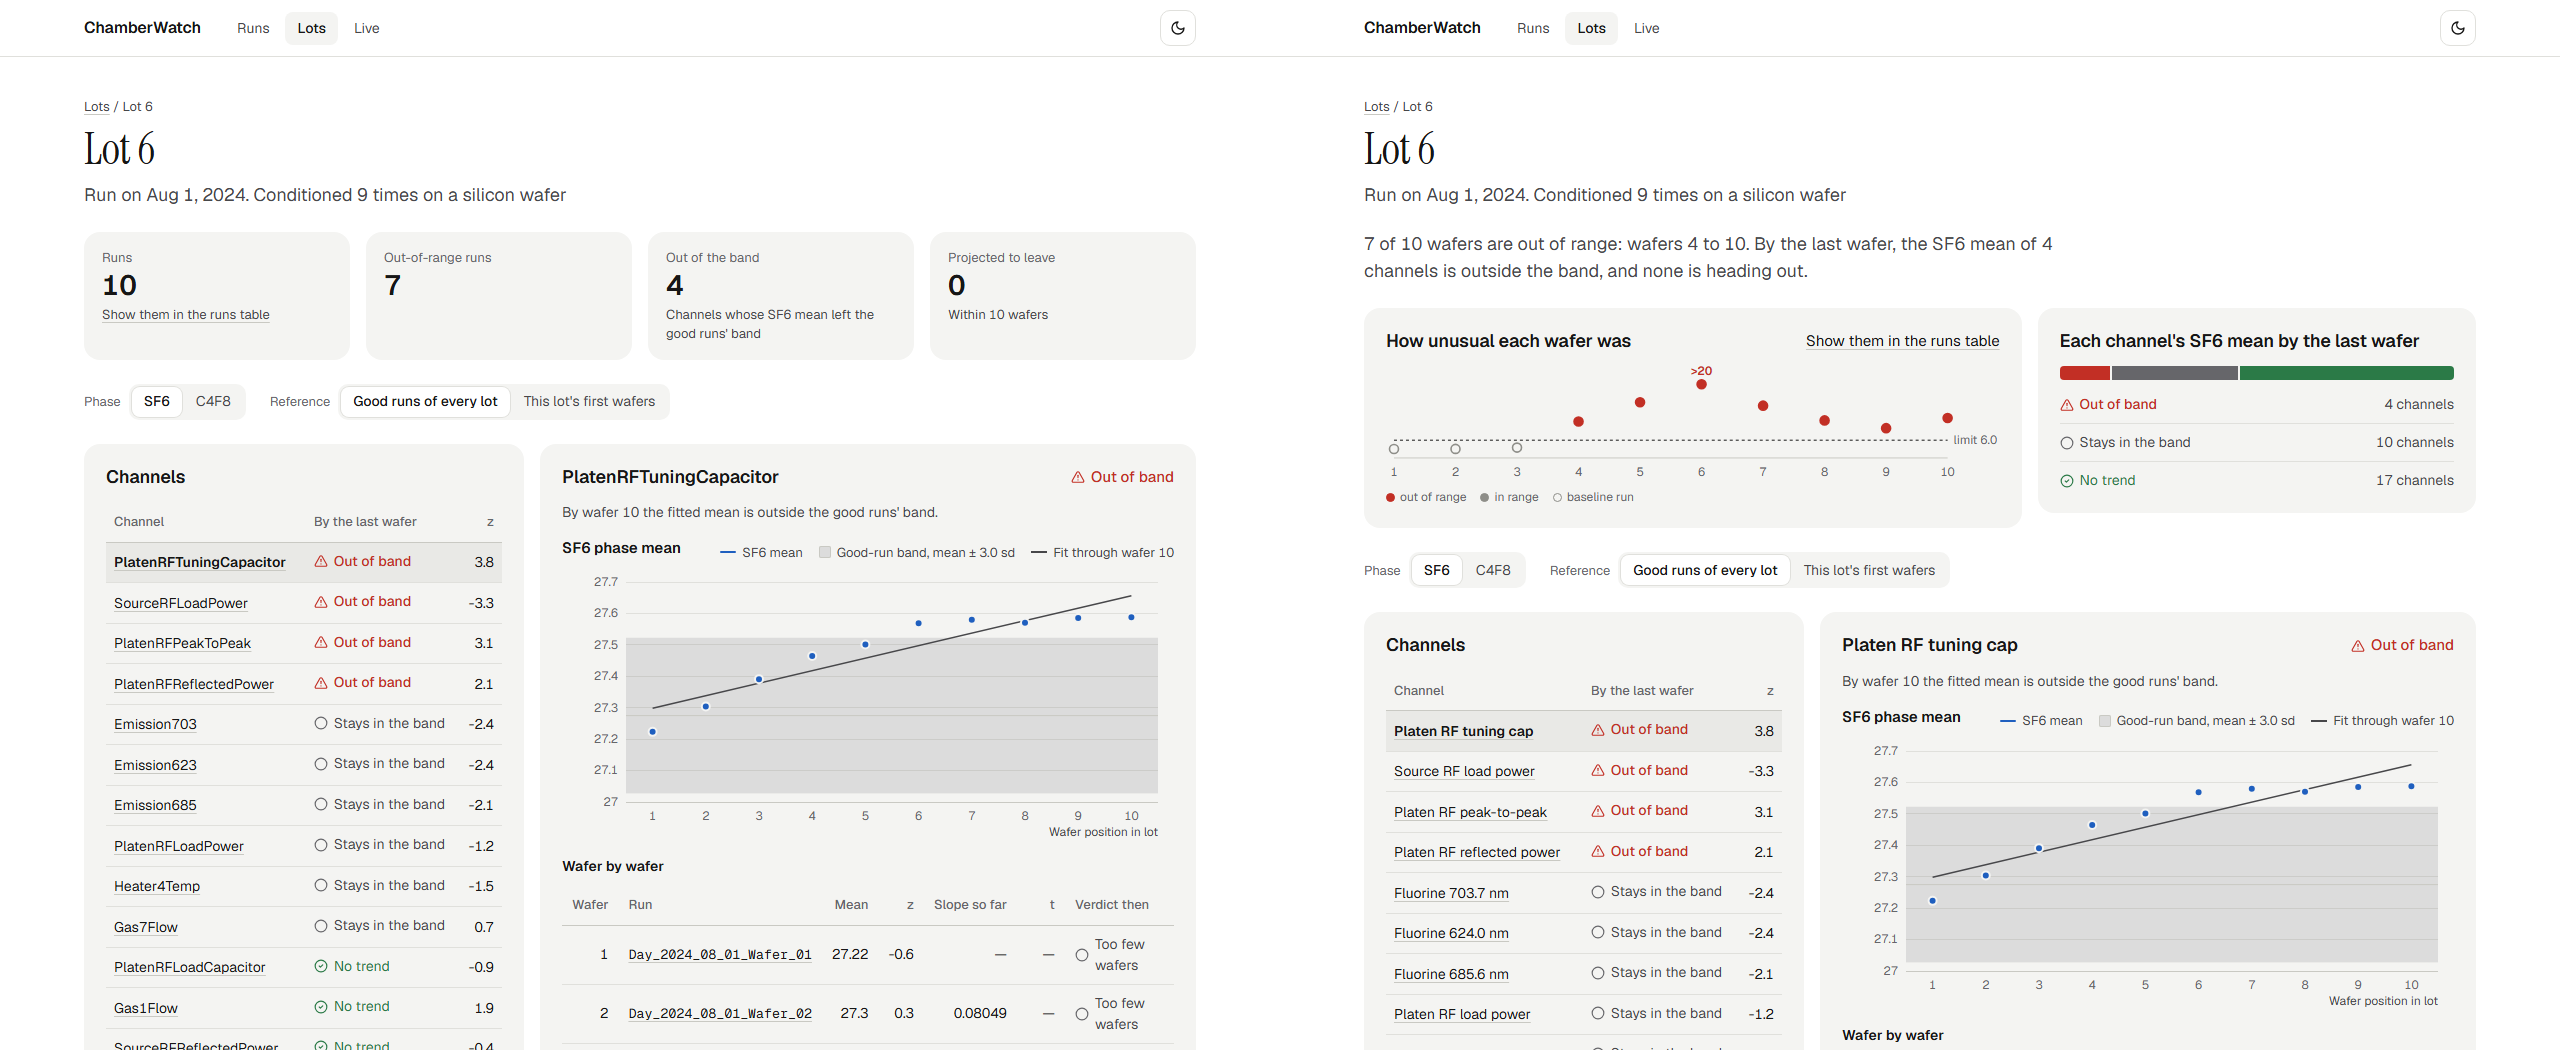 ChamberWatch Runs Lots Live
Lots / Lot 6
Lot 6
Run on Aug 1, 2024. Conditioned 9 times on a silicon wafer
Runs
10
Show them in the runs table
Out-of-range runs
7
Out of the band
4
Channels whose SF6 mean left the
good runs' band
Projected to leave
0
Within 10 wafers
Phase SF6 C4F8 Reference Good runs of every lot This lot's first wafers
Channels
Channel By the last wafer z
PlatenRFTuningCapacitor Out of band 3.8
SourceRFLoadPower Out of band -3.3
PlatenRFPeakToPeak Out of band 3.1
PlatenRFReflectedPower Out of band 2.1
Emission703 Stays in the band -2.4
Emission623 Stays in the band -2.4
Emission685 Stays in the band -2.1
PlatenRFLoadPower Stays in the band -1.2
Heater4Temp Stays in the band -1.5
Gas7Flow Stays in the band 0.7
PlatenRFLoadCapacitor No trend -0.9
Gas1Flow No trend 1.9
SourceRFReflectedPower No trend -0.4
PlatenRFTuningCapacitor Out of band
By wafer 10 the fitted mean is outside the good runs' band.
SF6 phase mean SF6 mean Good-run band, mean ± 3.0 sd Fit through wafer 10
27.7
27.6
27.5
27.4
27.3
27.2
27.1
27
1 2 3 4 5 6 7 8 9 10
Wafer position in lot
Wafer by wafer
Wafer Run Mean z Slope so far t Verdict then
1 Day_2024_08_01_Wafer_01 27.22 -0.6 — — Too few
wafers
2 Day_2024_08_01_Wafer_02 27.3 0.3 0.08049 — Too few
wafers
ChamberWatch Runs Lots Live
Lots / Lot 6
Lot 6
Run on Aug 1, 2024. Conditioned 9 times on a silicon wafer
7 of 10 wafers are out of range: wafers 4 to 10. By the last wafer, the SF6 mean of 4
channels is outside the band, and none is heading out.
How unusual each wafer was Show them in the runs table
>20
limit 6.0
1 2 3 4 5 6 7 8 9 10
out of range in range baseline run
Each channel's SF6 mean by the last wafer
Out of band 4 channels
Stays in the band 10 channels
No trend 17 channels
Phase SF6 C4F8 Reference Good runs of every lot This lot's first wafers
Channels
Channel By the last wafer z
Platen RF tuning cap Out of band 3.8
Source RF load power Out of band -3.3
Platen RF peak-to-peak Out of band 3.1
Platen RF reflected power Out of band 2.1
Fluorine 703.7 nm Stays in the band -2.4
Fluorine 624.0 nm Stays in the band -2.4
Fluorine 685.6 nm Stays in the band -2.1
Platen RF load power Stays in the band -1.2
Platen RF tuning cap Out of band
By wafer 10 the fitted mean is outside the good runs' band.
SF6 phase mean SF6 mean Good-run band, mean ± 3.0 sd Fit through wafer 10
27.7
27.6
27.5
27.4
27.3
27.2
27.1
27
1 2 3 4 5 6 7 8 9 10
Wafer position in lot
Wafer by wafer